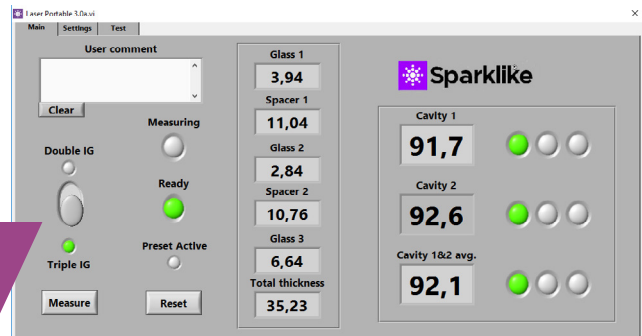 Laser Portable 3.0a.vi
Main Settings Test
User comment
Clear
Measuring
Double IG
Ready
Preset Active
Triple IG
Measure Reset
Glass 1
3,94
Spacer 1
11,04
Glass 2
2,84
Spacer 2
10,76
Glass 3
6,64
Total thickness
35,23
Sparklike
Cavity 1
91,7
Cavity 2
92,6
Cavity 1&2 avg.
92,1